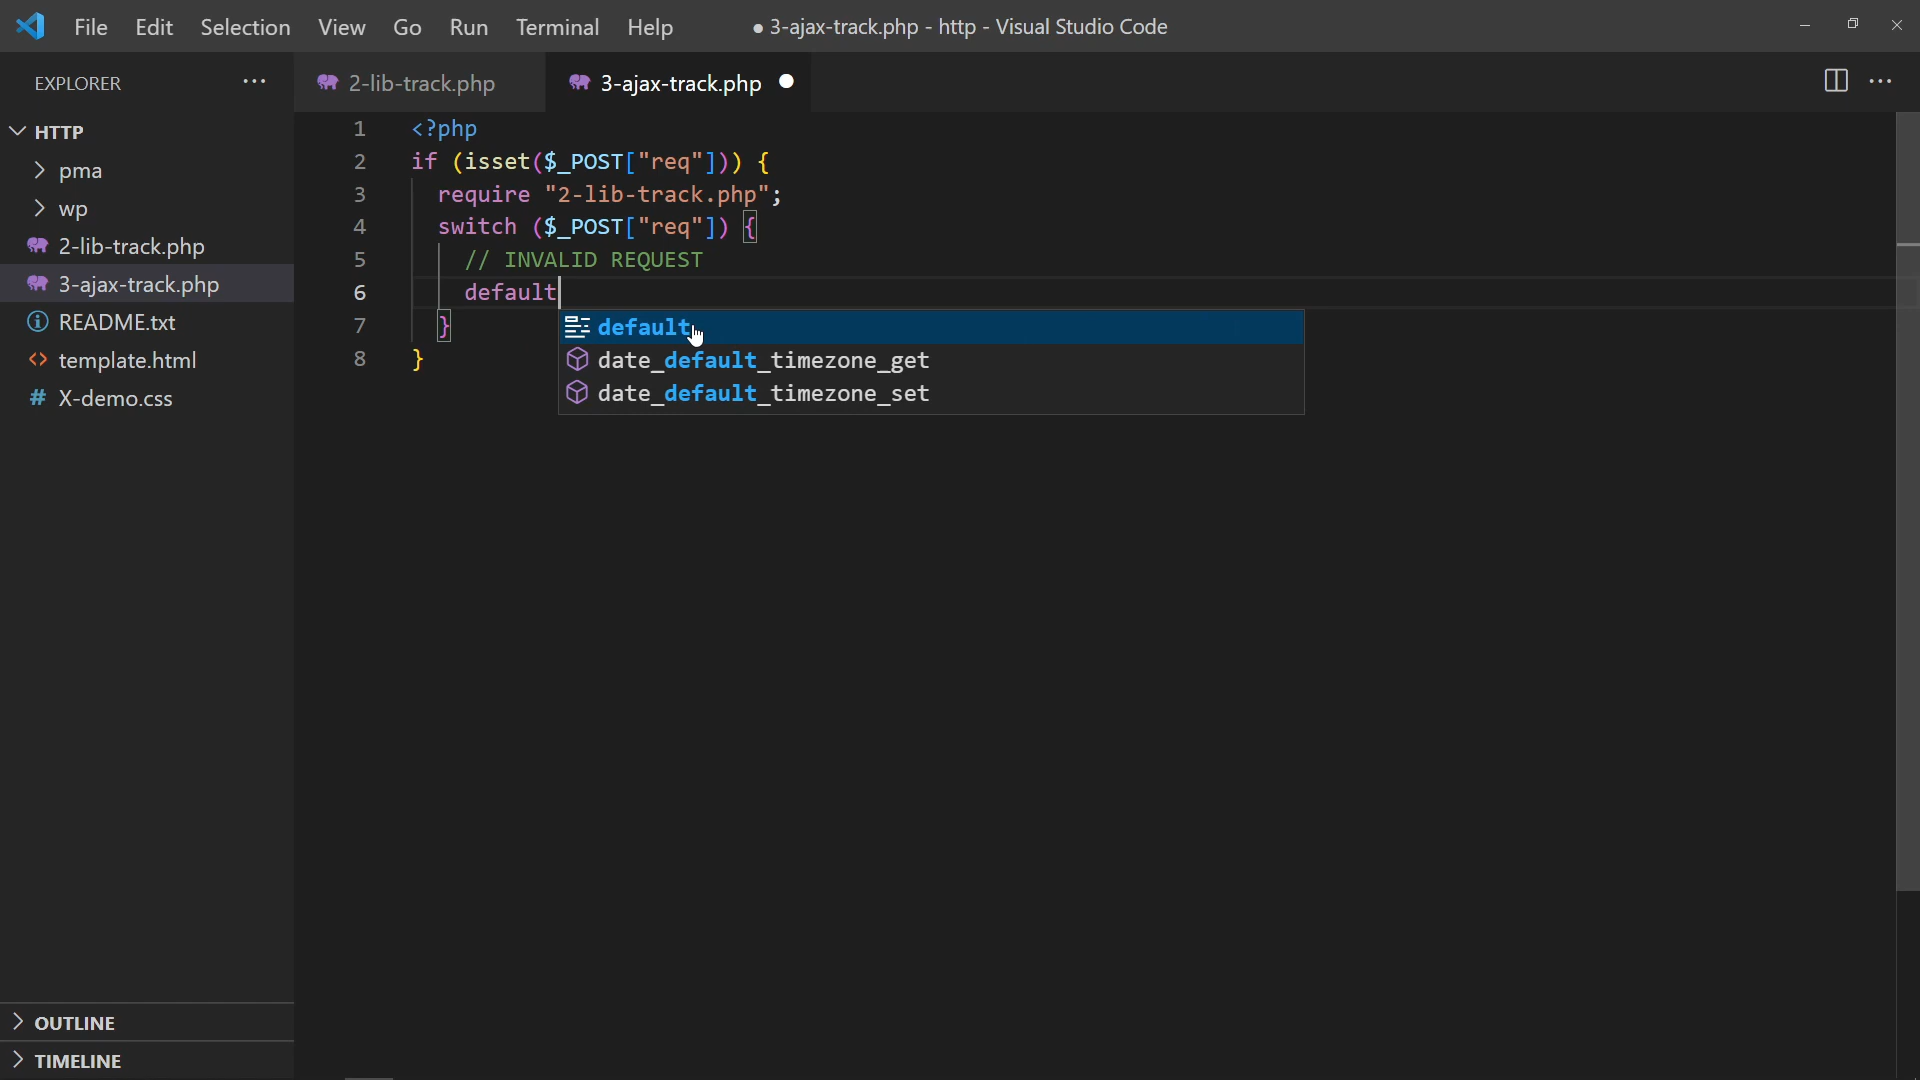 File Edit Selection View Go Run Terminal Help ● 3-ajax-track.php - http - Visual Studio Code
EXPLORER ···
HTTP
pma
wp
2-lib-track.php
3-ajax-track.php
README.txt
template.html
# X-demo.css
OUTLINE
TIMELINE
2-lib-track.php 3-ajax-track.php ●
1 <?php
2 if (isset($_POST["req"])) {
3 require "2-lib-track.php";
4 switch ($_POST["req"]) {
5 // INVALID REQUEST
6 default
7 }
8 }
default
date_default_timezone_get
date_default_timezone_set